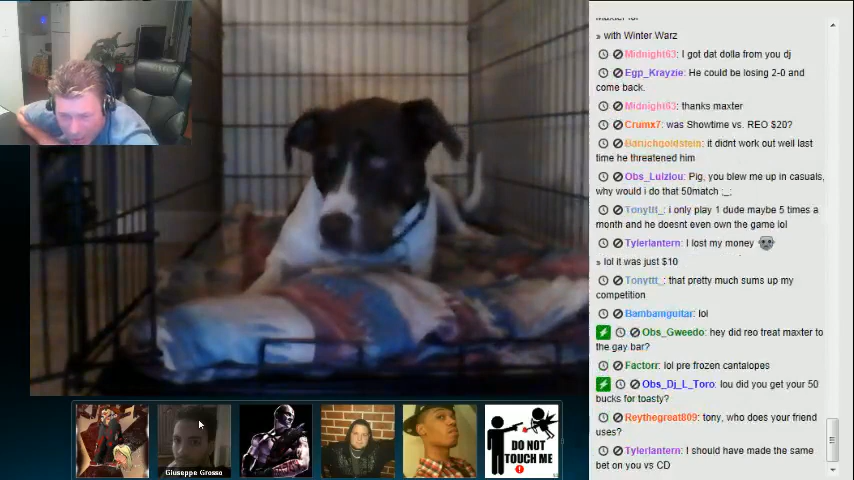 » with Winter Warz
Midnight63: I got dat dolla from you dj
Egp_Krayzie: He could be losing 2-0 and
come back.
Midnight63: thanks maxter
Crumx7: was Showtime vs. REO $20?
Baruchgoldstein: it didnt work out well last
time he threatened him
Obs_Luizlou: Pig, you blew me up in casuals,
why would i do that 50match ;_;
Tonyttt_: i only play 1 dude maybe 5 times a
month and he doesnt even own the game lol
Tylerlantern: I lost my money
» lol it was just $10
Tonyttt_: that pretty much sums up my
competition
Bambamguitar: lol
Obs_Gweedo: hey did reo treat maxter to
the gay bar?
Factorr: lol pre frozen cantalopes
Obs_Dj_L_Toro: lou did you get your 50
bucks for toasty?
Reythegreat809: tony, who does your friend
uses?
Tylerlantern: I should have made the same
bet on you vs CD
Giuseppe Grosso
DO NOT
TOUCH ME